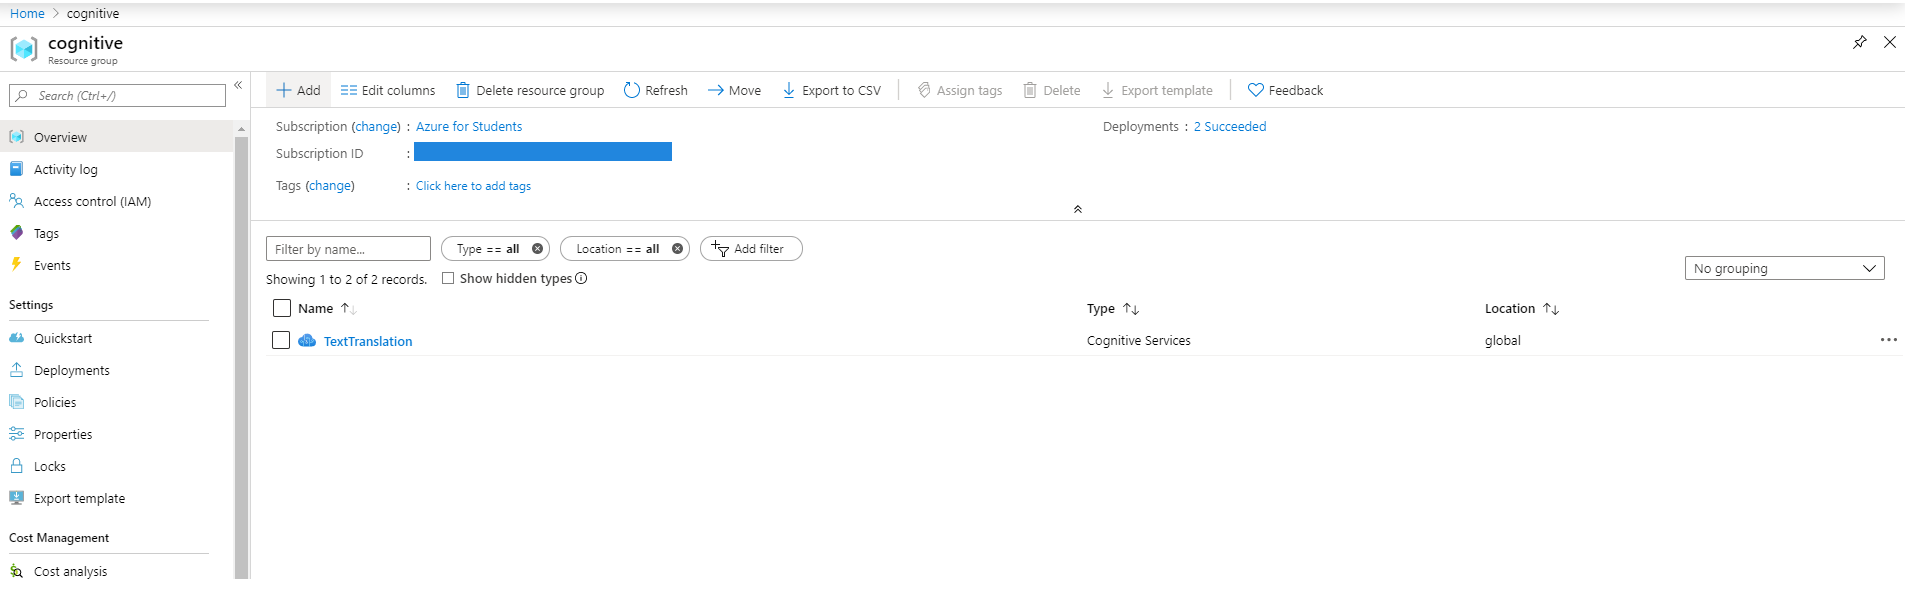 Home > cognitive
cognitive
Resource group
Search (Ctrl+/)
Overview
Activity log
Access control (IAM)
Tags
Events
Settings
Quickstart
Deployments
Policies
Properties
Locks
Export template
Cost Management
Cost analysis
Add Edit columns Delete resource group Refresh Move Export to CSV Assign tags Delete Export template Feedback
Subscription (change) : Azure for Students Deployments : 2 Succeeded
Subscription ID :
Tags (change) : Click here to add tags
Filter by name... Type == all Location == all Add filter
Showing 1 to 2 of 2 records. Show hidden types No grouping
Name Type Location
TextTranslation Cognitive Services global